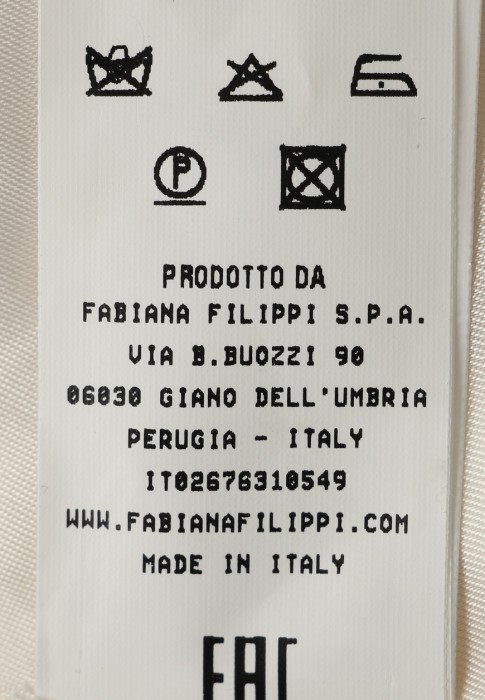 P
PRODOTTO DA
FABIANA FILIPPI S.P.A.
VIA B.BUOZZI 90
06030 GIANO DELL'UMBRIA
PERUGIA - ITALY
IT02676310549
WWW.FABIANAFILIPPI.COM
MADE IN ITALY
EAC